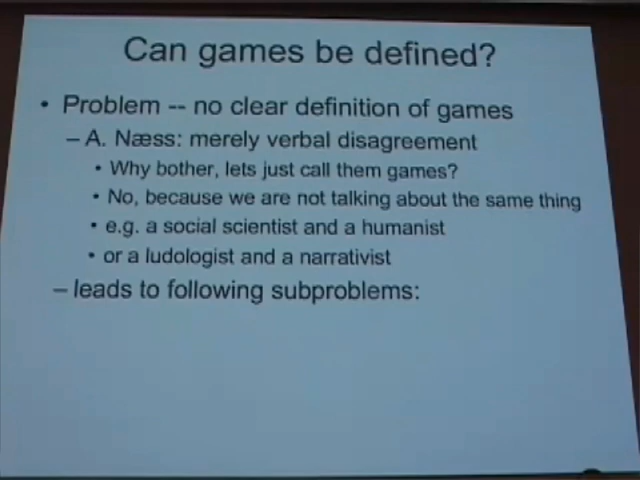 Can games be defined?
• Problem -- no clear definition of games
– A. Næss: merely verbal disagreement
• Why bother, lets just call them games?
• No, because we are not talking about the same thing
• e.g. a social scientist and a humanist
• or a ludologist and a narrativist
– leads to following subproblems: